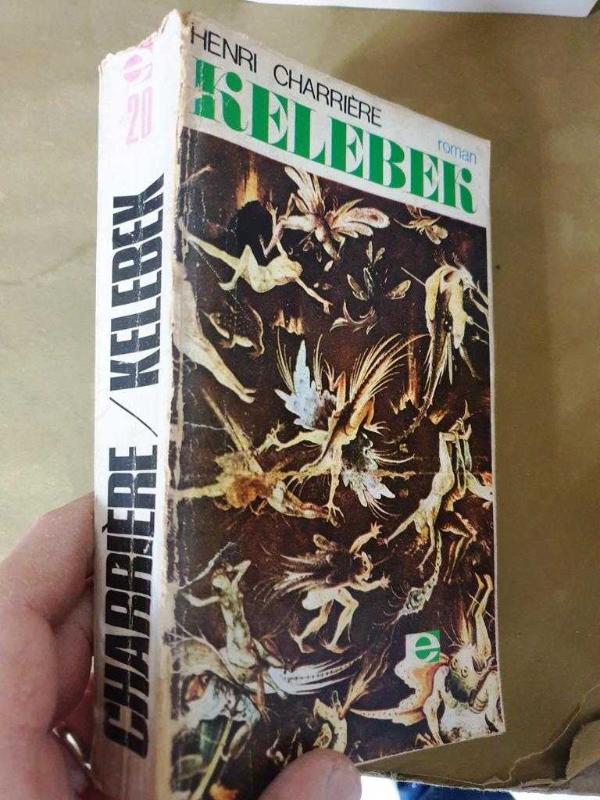 HENRI CHARRIÈRE
roman
KELEBEK
e
CHARRIÈRE / KELEBEK
e
20